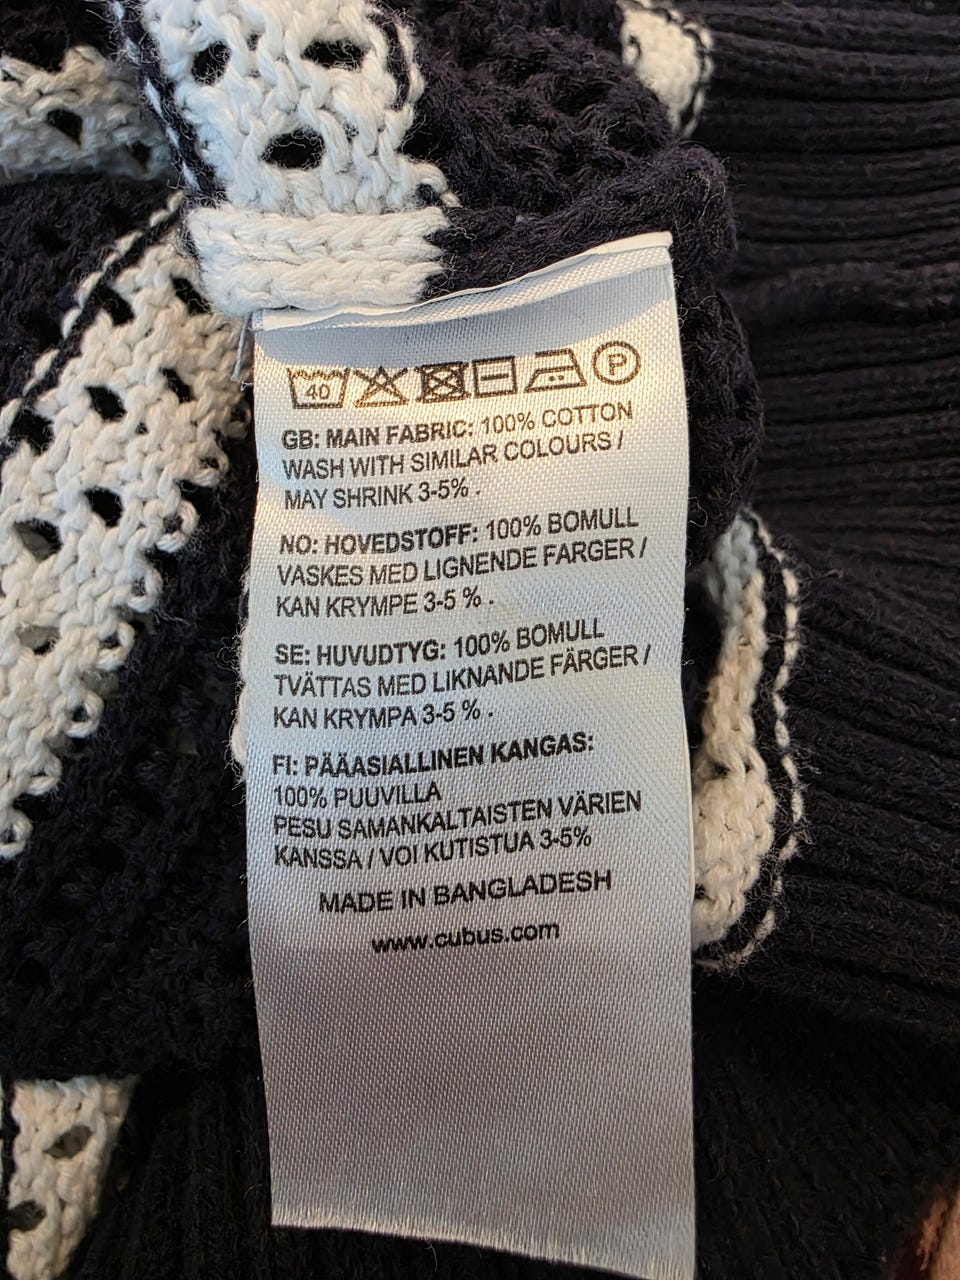 40 P
GB: MAIN FABRIC: 100% COTTON
WASH WITH SIMILAR COLOURS /
MAY SHRINK 3-5% .
NO: HOVEDSTOFF: 100% BOMULL
VASKES MED LIGNENDE FARGER /
KAN KRYMPE 3-5 % .
SE: HUVUDTYG: 100% BOMULL
TVÄTTAS MED LIKNANDE FÄRGER /
KAN KRYMPA 3-5 % .
FI: PÄÄASIALLINEN KANGAS:
100% PUUVILLA
PESU SAMANKALTAISTEN VÄRIEN
KANSSA / VOI KUTISTUA 3-5%
MADE IN BANGLADESH
www.cubus.com